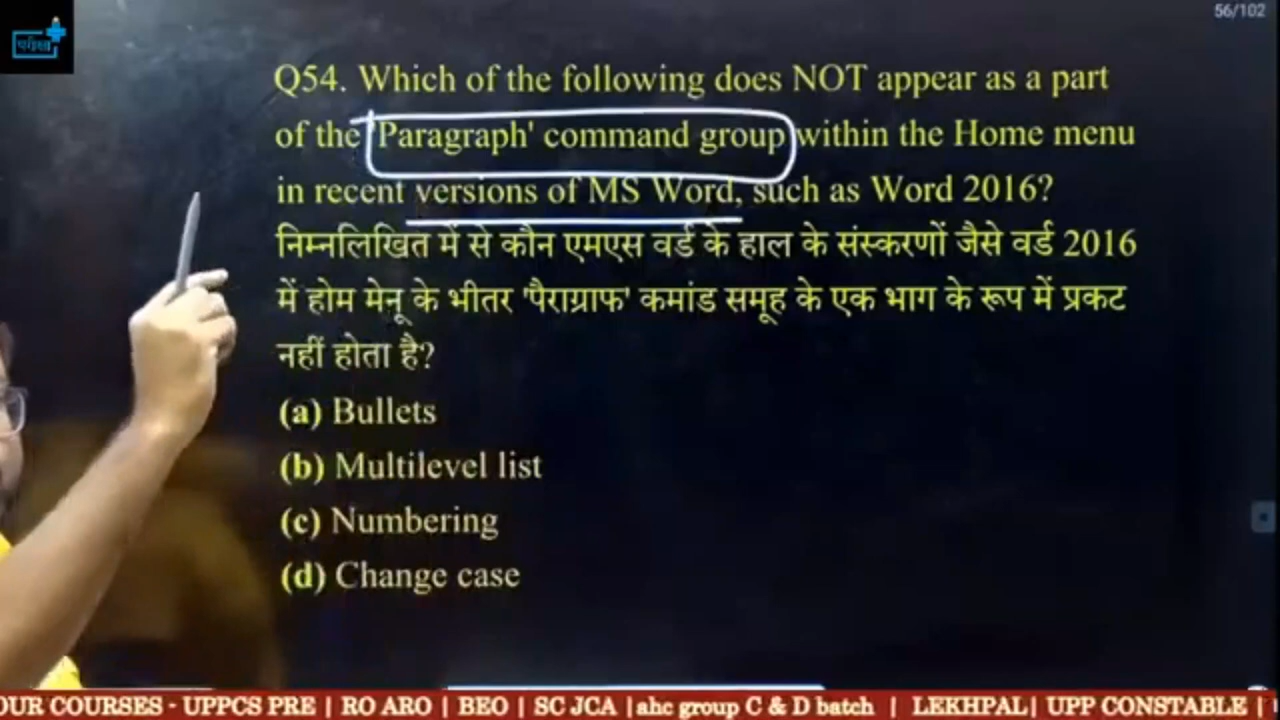 56/102
परीक्षा
Q54. Which of the following does NOT appear as a part
of the 'Paragraph' command group within the Home menu
in recent versions of MS Word, such as Word 2016?
निम्नलिखित में से कौन एमएस वर्ड के हाल के संस्करणों जैसे वर्ड 2016
में होम मेनू के भीतर 'पैराग्राफ' कमांड समूह के एक भाग के रूप में प्रकट
नहीं होता है?
(a) Bullets
(b) Multilevel list
(c) Numbering
(d) Change case
OUR COURSES - UPPCS PRE | RO ARO | BEO | SC JCA |ahc group C & D batch | LEKHPAL| UPP CONSTABLE |